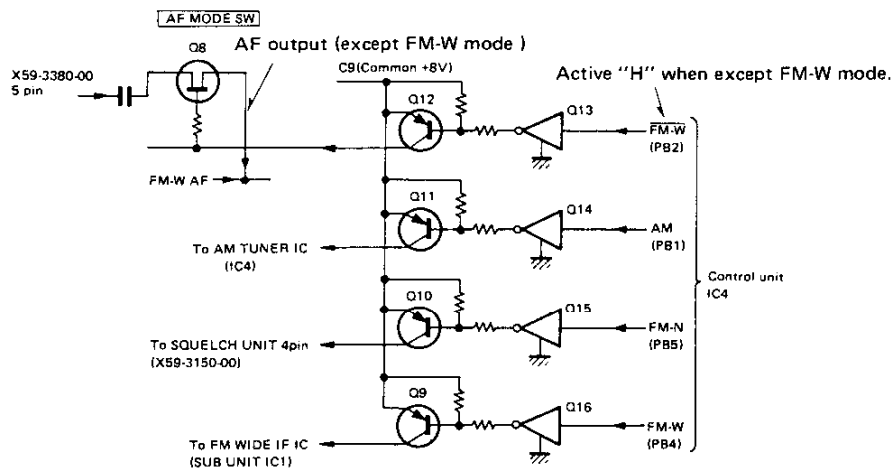 AF MODE SW
Q8
AF output (except FM-W mode)
X59-3380-00
5 pin
C9(Common +8V)
Active "H" when except FM-W mode.
Q12
Q13
FM-W
(PB2)
FM-W AF
Q11
Q14
AM
(PB1)
To AM TUNER IC
(IC4)
Control unit
IC4
Q10
Q15
FM-N
(PB5)
To SQUELCH UNIT 4pin
(X59-3150-00)
Q9
Q16
FM-W
(PB4)
To FM WIDE IF IC
(SUB UNIT IC1)